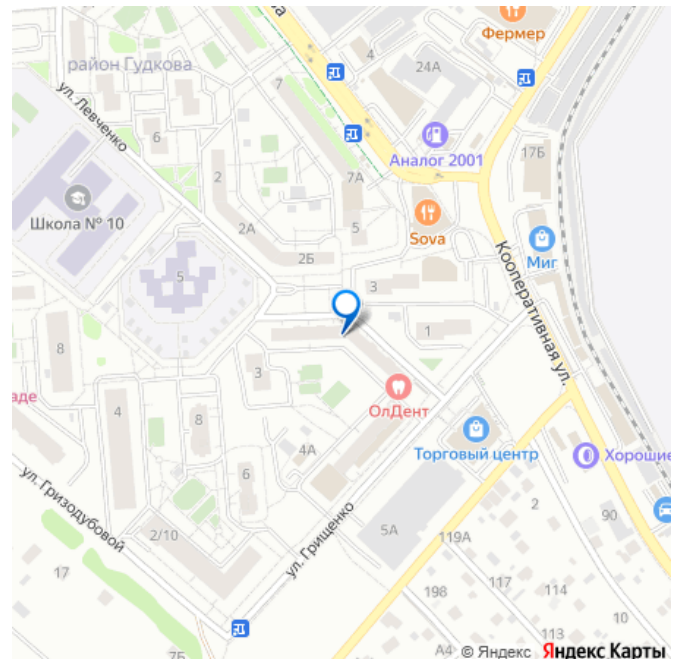 ва
Фермер
4
24А
район Гудкова
7
ул. Левченко
6
Аналог 2001
17Б
2
7А
Школа № 10
5
Sova
2А
Миг
2Б
5
3
Кооперативная ул.
1
8
3
ОлДент
аде
4
8
Торговый центр
4А
Хорошие
6
ул. Гризодубовой
2
5А
90
2/10
ул. Грищенко
119А
17
117
198
114
10
7Б
А4
© Яндекс Яндекс Карты